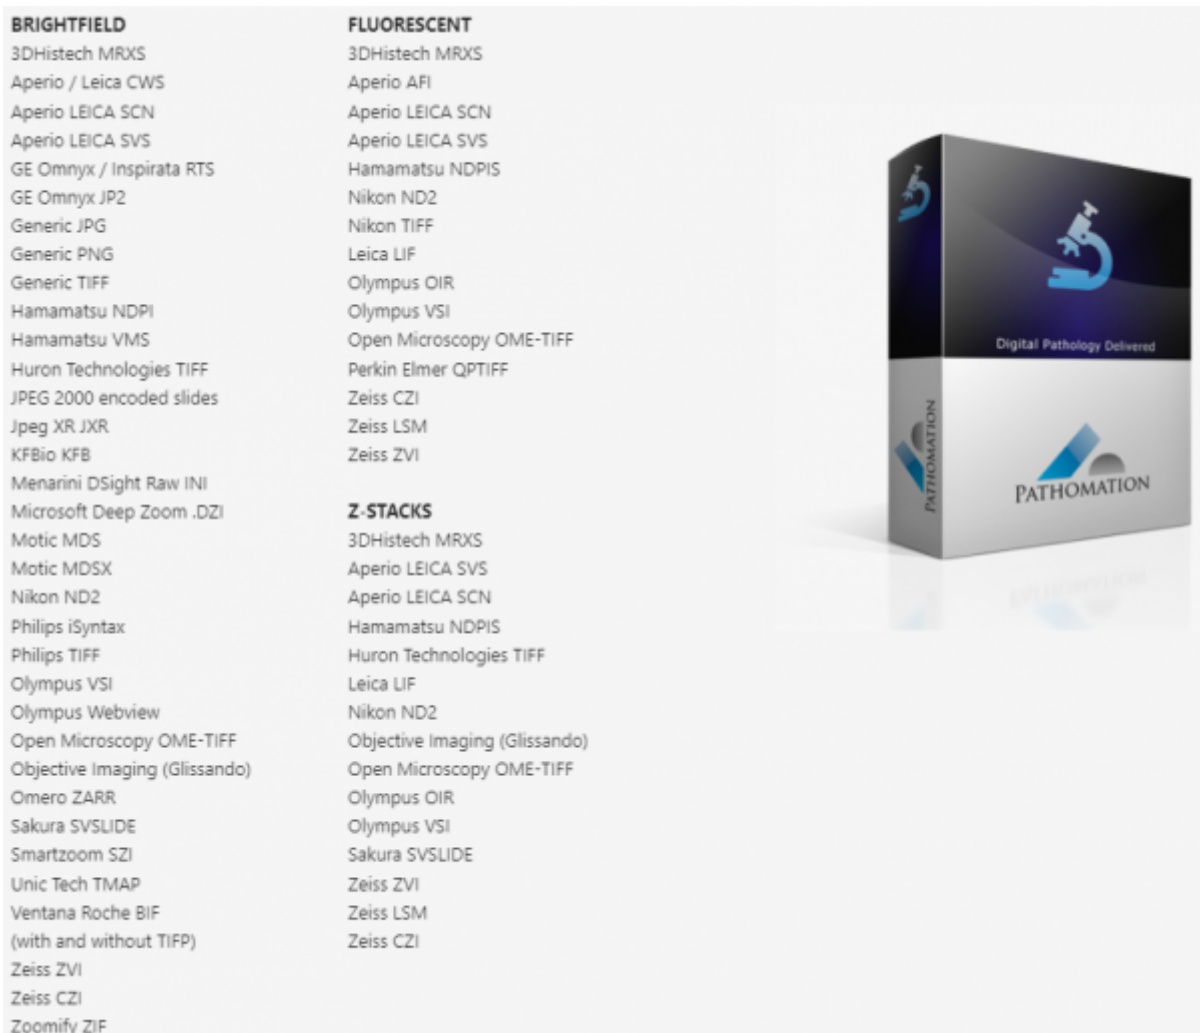 BRIGHTFIELD
3DHistech MRXS
Aperio / Leica CWS
Aperio LEICA SCN
Aperio LEICA SVS
GE Omnyx / Inspirata RTS
GE Omnyx JP2
Generic JPG
Generic PNG
Generic TIFF
Hamamatsu NDPI
Hamamatsu VMS
Huron Technologies TIFF
JPEG 2000 encoded slides
Jpeg XR JXR
KFBio KFB
Menarini DSight Raw INI
Microsoft Deep Zoom .DZI
Motic MDS
Motic MDSX
Nikon ND2
Philips iSyntax
Philips TIFF
Olympus VSI
Olympus Webview
Open Microscopy OME-TIFF
Objective Imaging (Glissando)
Omero ZARR
Sakura SVSLIDE
Smartzoom SZI
Unic Tech TMAP
Ventana Roche BIF
(with and without TIFP)
Zeiss ZVI
Zeiss CZI
Zoomify ZIF
FLUORESCENT
3DHistech MRXS
Aperio AFI
Aperio LEICA SCN
Aperio LEICA SVS
Hamamatsu NDPIS
Nikon ND2
Nikon TIFF
Leica LIF
Olympus OIR
Olympus VSI
Open Microscopy OME-TIFF
Perkin Elmer QPTIFF
Zeiss CZI
Zeiss LSM
Zeiss ZVI
Z-STACKS
3DHistech MRXS
Aperio LEICA SVS
Aperio LEICA SCN
Hamamatsu NDPIS
Huron Technologies TIFF
Leica LIF
Nikon ND2
Objective Imaging (Glissando)
Open Microscopy OME-TIFF
Olympus OIR
Olympus VSI
Sakura SVSLIDE
Zeiss ZVI
Zeiss LSM
Zeiss CZI
Digital Pathology Delivered
PATHOMATION
PATHOMATION